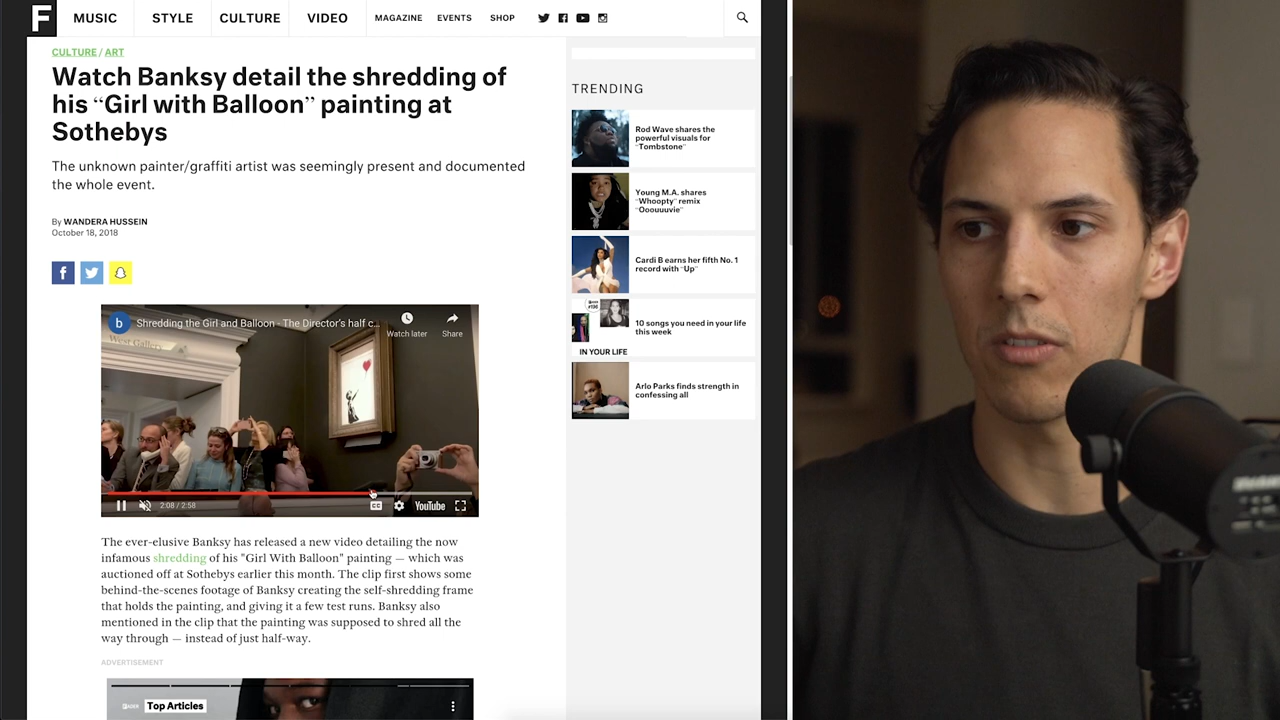 F
MUSIC
STYLE
CULTURE
VIDEO
MAGAZINE
EVENTS
SHOP
CULTURE / ART
Watch Banksy detail the shredding of
his “Girl with Balloon” painting at
Sothebys
The unknown painter/graffiti artist was seemingly present and documented
the whole event.
By WANDERA HUSSEIN
October 18, 2018
b
Shredding the Girl and Balloon - The Director's half c...
Watch later
Share
West Gallery
2:08 / 2:58
CC
YouTube
The ever-elusive Banksy has released a new video detailing the now
infamous shredding of his "Girl With Balloon" painting — which was
auctioned off at Sothebys earlier this month. The clip first shows some
behind-the-scenes footage of Banksy creating the self-shredding frame
that holds the painting, and giving it a few test runs. Banksy also
mentioned in the clip that the painting was supposed to shred all the
way through — instead of just half-way.
ADVERTISEMENT
Top Articles
TRENDING
Rod Wave shares the
powerful visuals for
“Tombstone”
Young M.A. shares
“Whoopty” remix
“Ooouuuvie”
Cardi B earns her fifth No. 1
record with “Up”
10 songs you need in your life
this week
IN YOUR LIFE
Arlo Parks finds strength in
confessing all